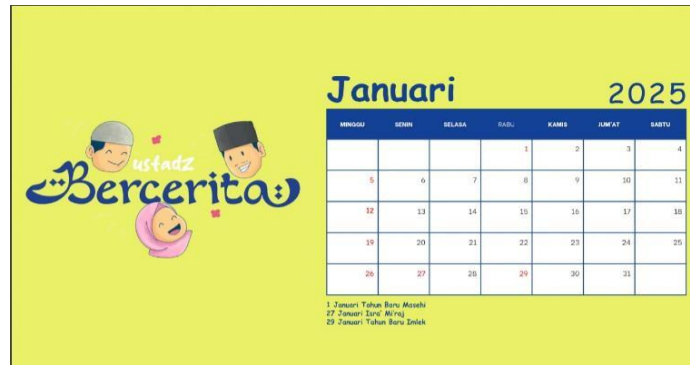 ustadz
Bercerita
Januari 2025
MINGGU SENIN SELASA RABU KAMIS JUM'AT SABTU
1 2 3 4
5 6 7 8 9 10 11
12 13 14 15 16 17 18
19 20 21 22 23 24 25
26 27 28 29 30 31
1 Januari Tahun Baru Masehi
27 Januari Isra' Mi'raj
29 Januari Tahun Baru Imlek